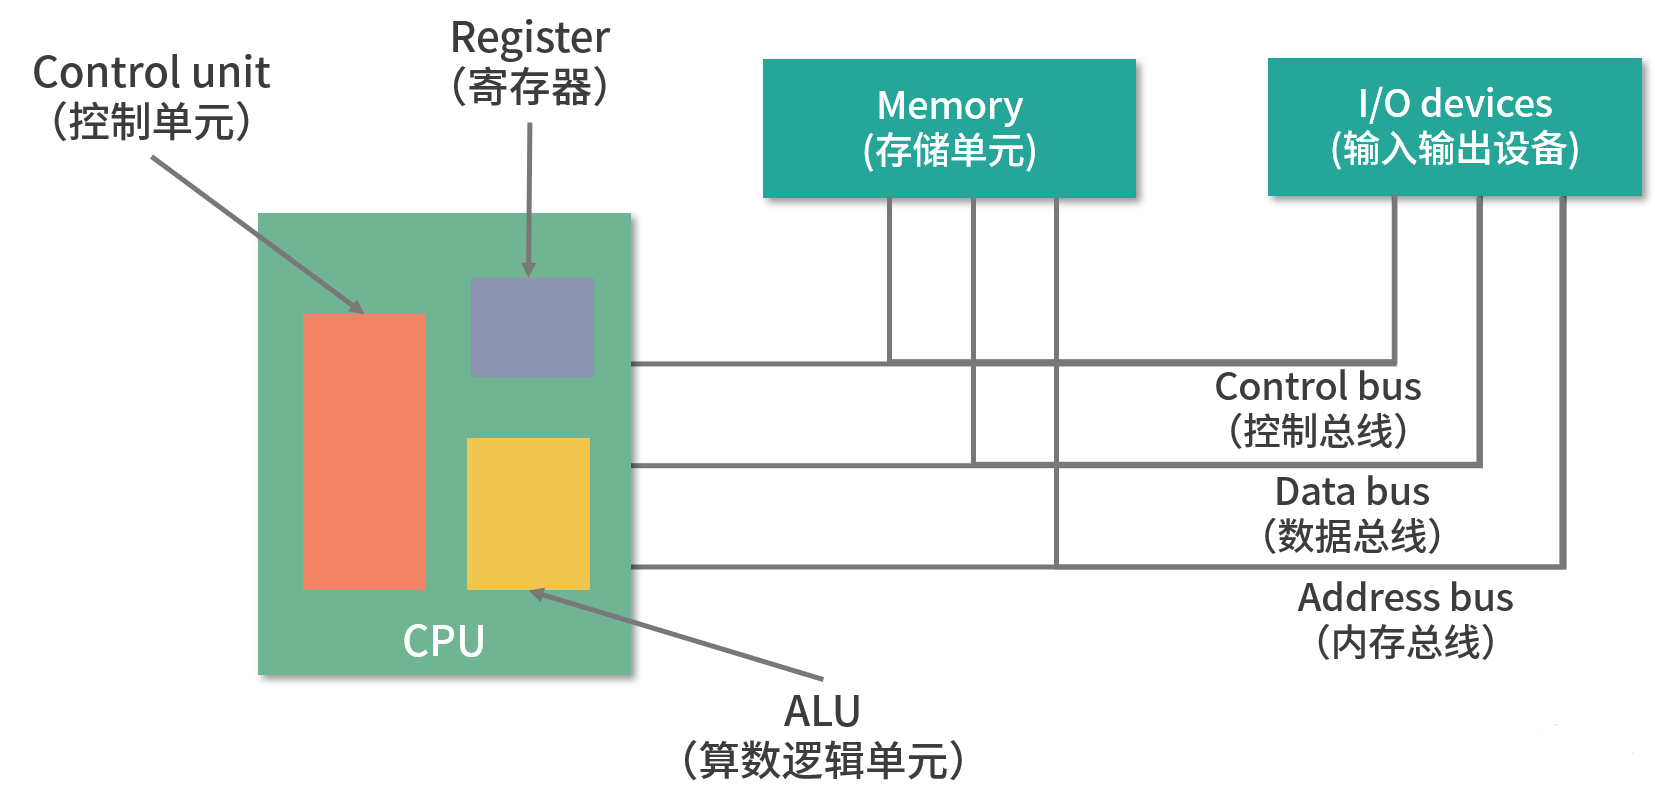 Control unit
（控制单元）
Register
（寄存器）
Memory
(存储单元)
I/O devices
(输入输出设备)
Control bus
（控制总线）
Data bus
（数据总线）
Address bus
（内存总线）
CPU
ALU
（算数逻辑单元）